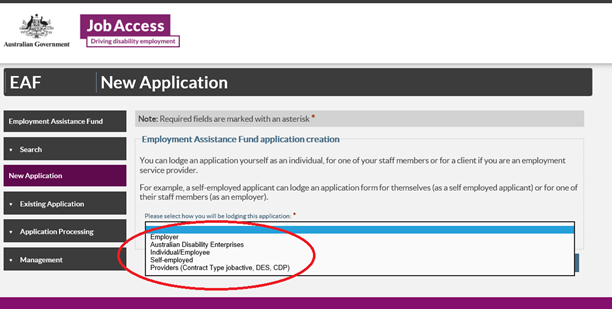 Australian Government
JobAccess
Driving disability employment
EAF
New Application
Employment Assistance Fund
Search
New Application
Existing Application
Application Processing
Management
Note: Required fields are marked with an asterisk *
Employment Assistance Fund application creation
You can lodge an application yourself as an individual, for one of your staff members or for a client if you are an employment
service provider.
For example, a self-employed applicant can lodge an application form for themselves (as a self employed applicant) or for one of
their staff members (as an employer).
Please select how you will be lodging this application: *
Employer
Australian Disability Enterprises
Individual/Employee
Self-employed
Providers (Contract Type jobactive, DES, CDP)